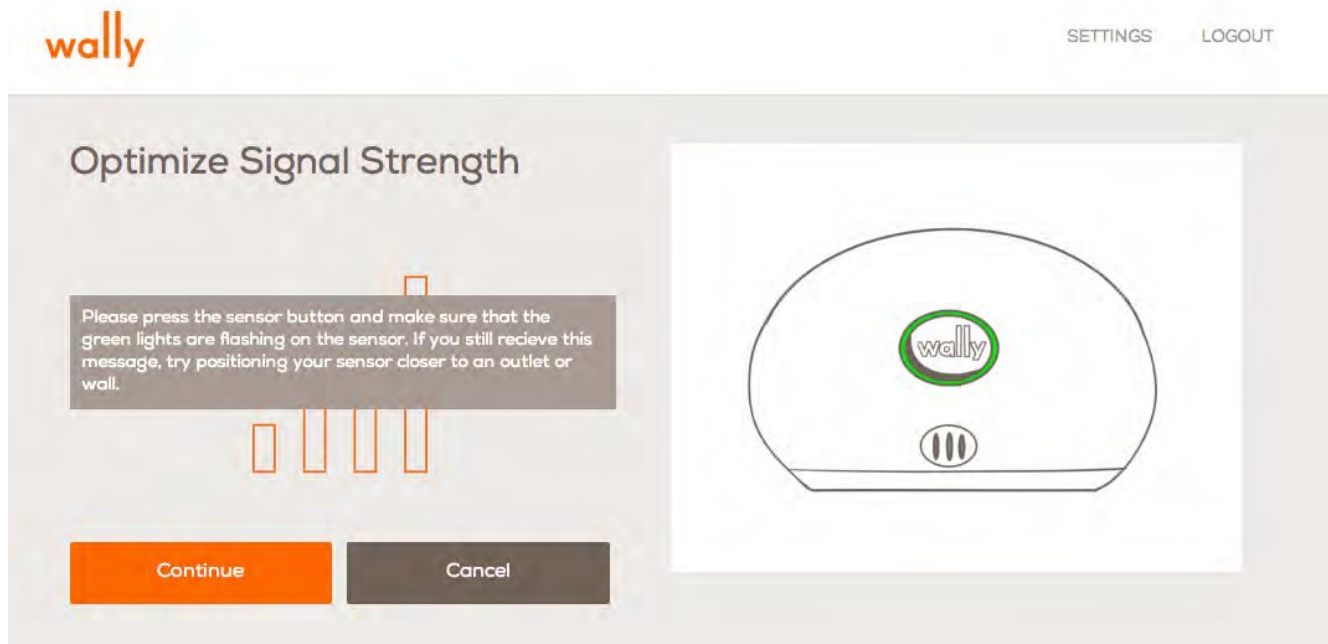 wally
SETTINGS LOGOUT
Optimize Signal Strength
Please press the sensor button and make sure that the
green lights are flashing on the sensor. If you still recieve this
message, try positioning your sensor closer to an outlet or
wall.
wally
Continue Cancel